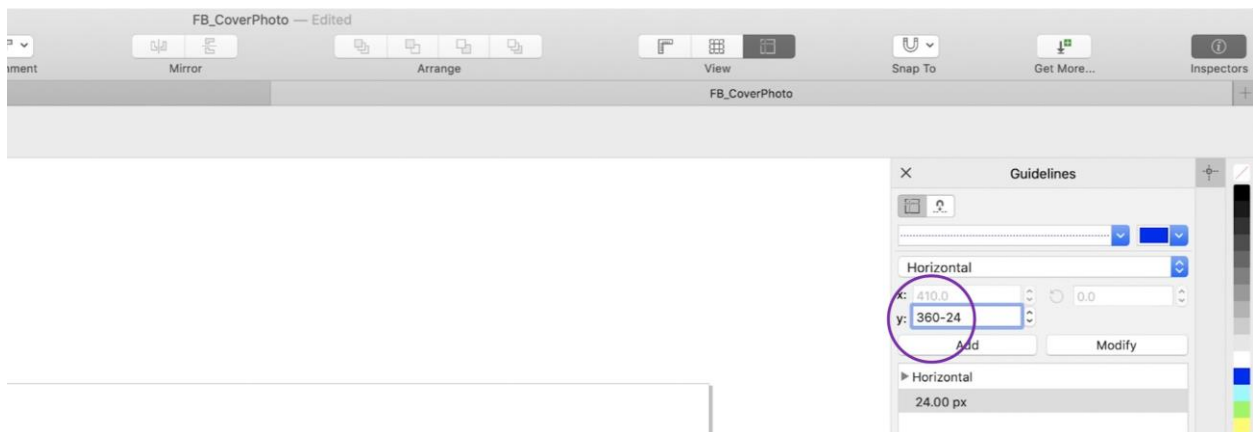 FB_CoverPhoto — Edited
Mirror
Arrange
View
Snap To
Get More...
Inspectors
FB_CoverPhoto
Guidelines
Horizontal
x: 410.0 0.0
y: 360-24
Add Modify
Horizontal
24.00 px